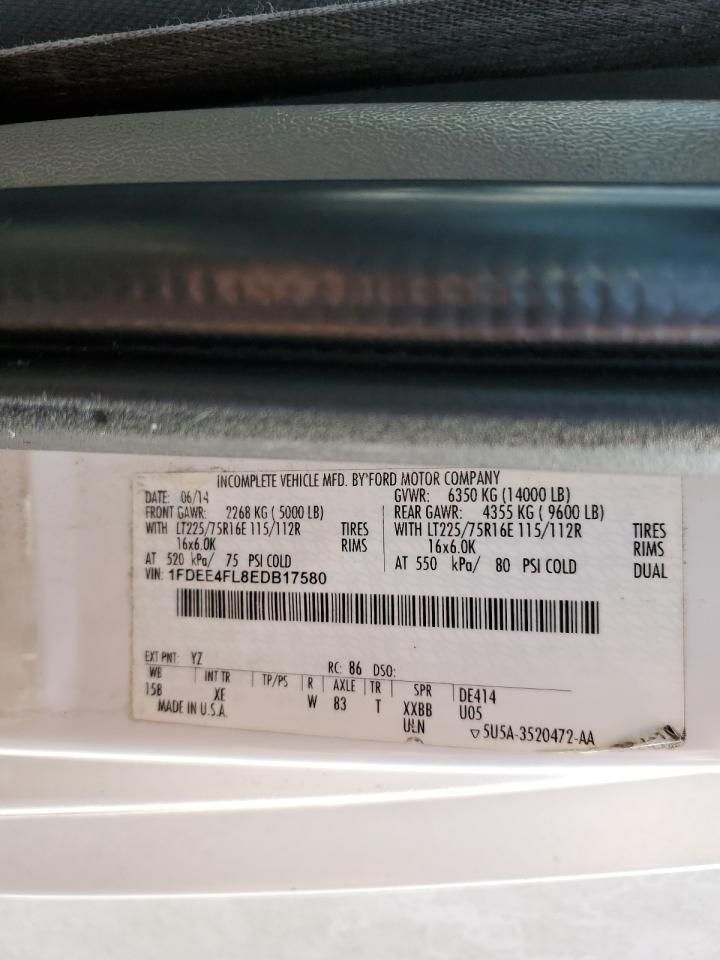 INCOMPLETE VEHICLE MFD. BY FORD MOTOR COMPANY
DATE: 06/14 GVWR: 6350 KG (14000 LB)
FRONT GAWR: 2268 KG ( 5000 LB) REAR GAWR: 4355 KG ( 9600 LB)
WITH LT225/75R16E 115/112R TIRES WITH LT225/75R16E 115/112R TIRES
16x6.0K RIMS 16x6.0K RIMS
AT 520 kPa/ 75 PSI COLD AT 550 kPa/ 80 PSI COLD DUAL
VIN: 1FDEE4FL8EDB17580
EXT PNT: YZ RC: 86 DSO:
WB INT TR TP/PS R AXLE TR SPR DE414
158 XE W 83 T XXBB U05
MADE IN U.S.A. ULN ▽5U5A-3520472-AA